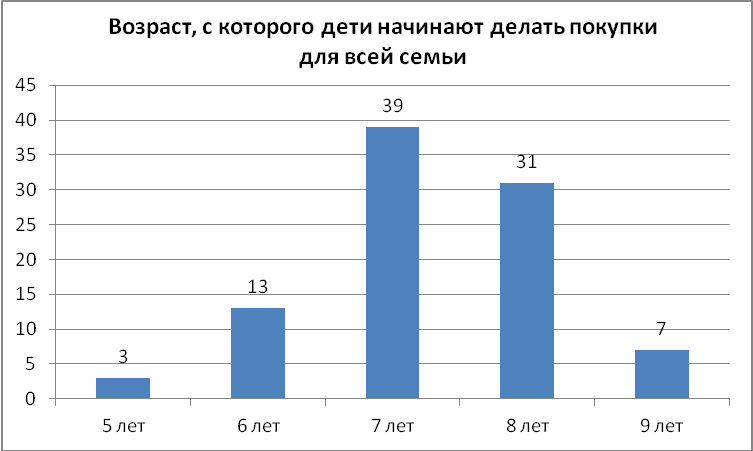 Возраст, с которого дети начинают делать покупки
для всей семьи
45
40
35
30
25
20
15
10
5
0
3
13
39
31
7
5 лет
6 лет
7 лет
8 лет
9 лет